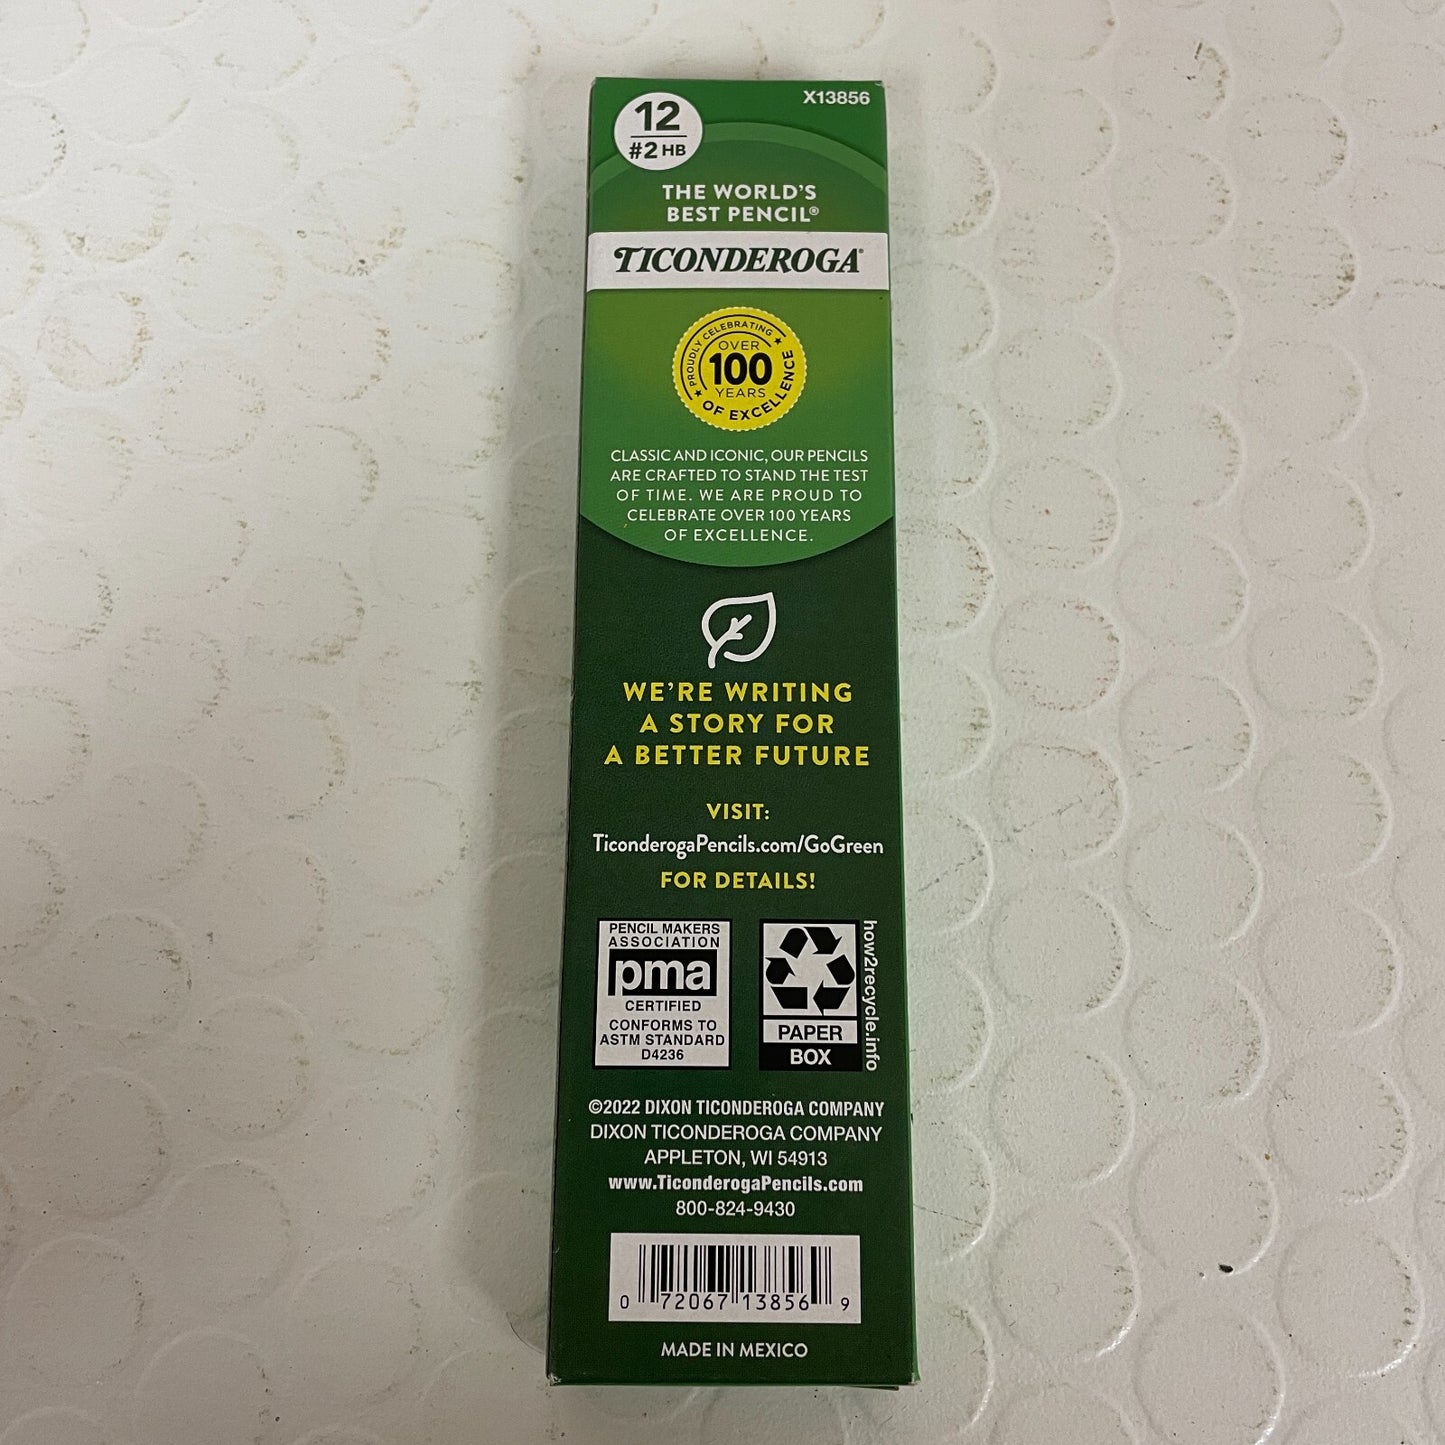 12
#2 HB
X13856
THE WORLD'S
BEST PENCIL®
TICONDEROGA®
PROUDLY CELEBRATING
OVER
100
YEARS
OF EXCELLENCE
CLASSIC AND ICONIC, OUR PENCILS
ARE CRAFTED TO STAND THE TEST
OF TIME. WE ARE PROUD TO
CELEBRATE OVER 100 YEARS
OF EXCELLENCE.
WE'RE WRITING
A STORY FOR
A BETTER FUTURE
VISIT:
TiconderogaPencils.com/GoGreen
FOR DETAILS!
PENCIL MAKERS
ASSOCIATION
pma
CERTIFIED
CONFORMS TO
ASTM STANDARD
D4236
PAPER
BOX
how2recycle.info
©2022 DIXON TICONDEROGA COMPANY
DIXON TICONDEROGA COMPANY
APPLETON, WI 54913
www.TiconderogaPencils.com
800-824-9430
0 72067 13856 9
MADE IN MEXICO